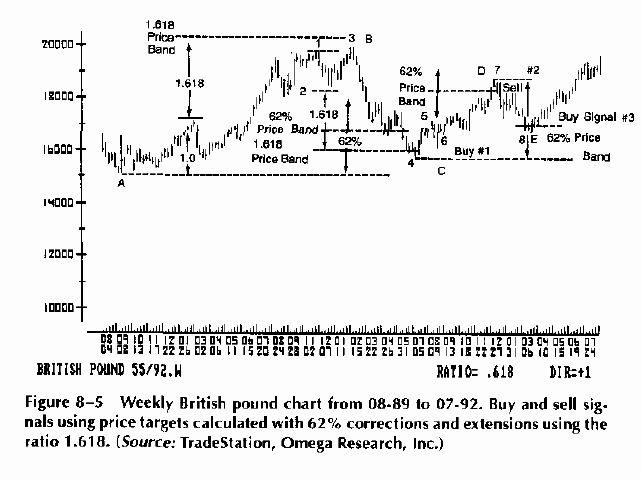 1.618
Price
Band
20000
1
3 B
1.618
62%
Price
Band
D 7 #2
Sell
18000
2
1.618
62%
Price Band
5
Buy Signal #3
16000
1.0
1.618
Price Band
62%
6
8 E 62% Price
Band
Buy #1
4
C
A
14000
12000
10000
BRITISH POUND 55/92.W RATIO= .618 DIR=+1
Figure 8–5 Weekly British pound chart from 08-89 to 07-92. Buy and sell sig-
nals using price targets calculated with 62% corrections and extensions using the
ratio 1.618. (Source: TradeStation, Omega Research, Inc.)